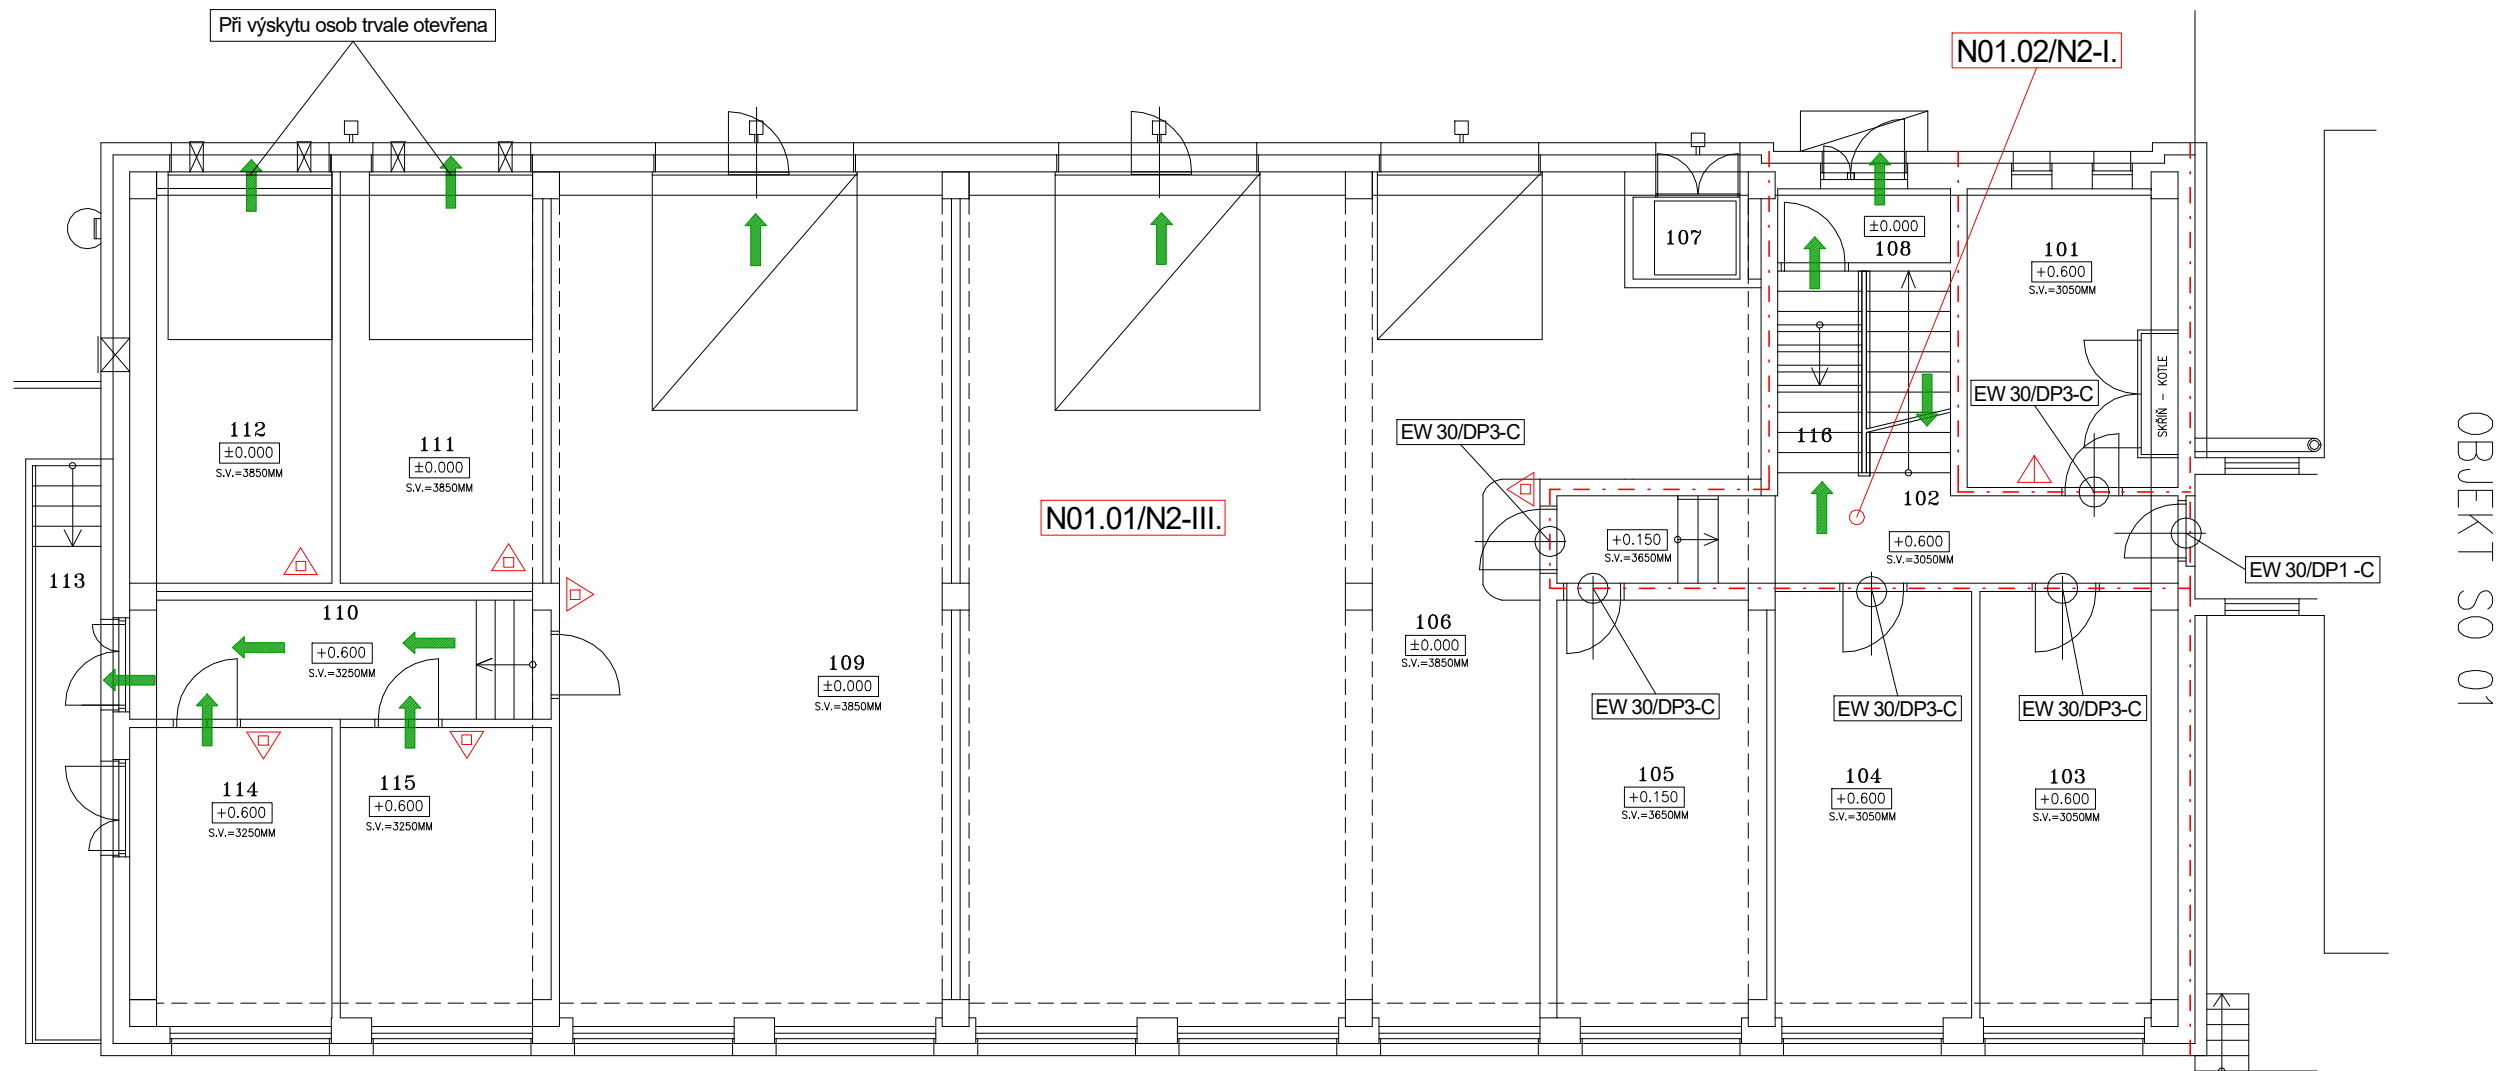 Při výskytu osob trvale otevřena
N01.02/N2-I.
107
±0.000
108
101
+0.600
S.V.=3050MM
SKŘÍŇ - KOTLE
EW 30/DP3-C
EW 30/DP3-C
112
±0.000
S.V.=3850MM
111
±0.000
S.V.=3850MM
116
N01.01/N2-III.
102
+0.600
S.V.=3050MM
+0.150
S.V.=3650MM
EW 30/DP1 -C
OBJEKT SO 01
113
110
+0.600
S.V.=3250MM
109
±0.000
S.V.=3850MM
106
±0.000
S.V.=3850MM
EW 30/DP3-C
EW 30/DP3-C
EW 30/DP3-C
114
+0.600
S.V.=3250MM
115
+0.600
S.V.=3250MM
105
+0.150
S.V.=3650MM
104
+0.600
S.V.=3050MM
103
+0.600
S.V.=3050MM